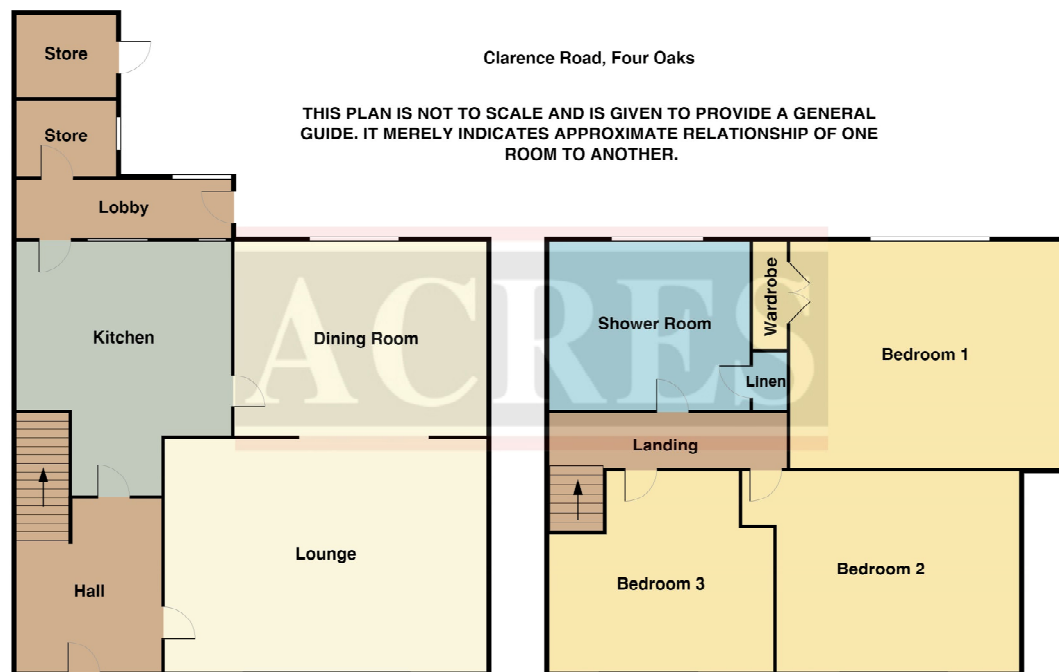 Clarence Road, Four Oaks
THIS PLAN IS NOT TO SCALE AND IS GIVEN TO PROVIDE A GENERAL
GUIDE. IT MERELY INDICATES APPROXIMATE RELATIONSHIP OF ONE
ROOM TO ANOTHER.
Store
Store
Lobby
Kitchen
Dining Room
Lounge
Hall
Shower Room
Wardrobe
Bedroom 1
Linen
Landing
Bedroom 3
Bedroom 2
ACRES